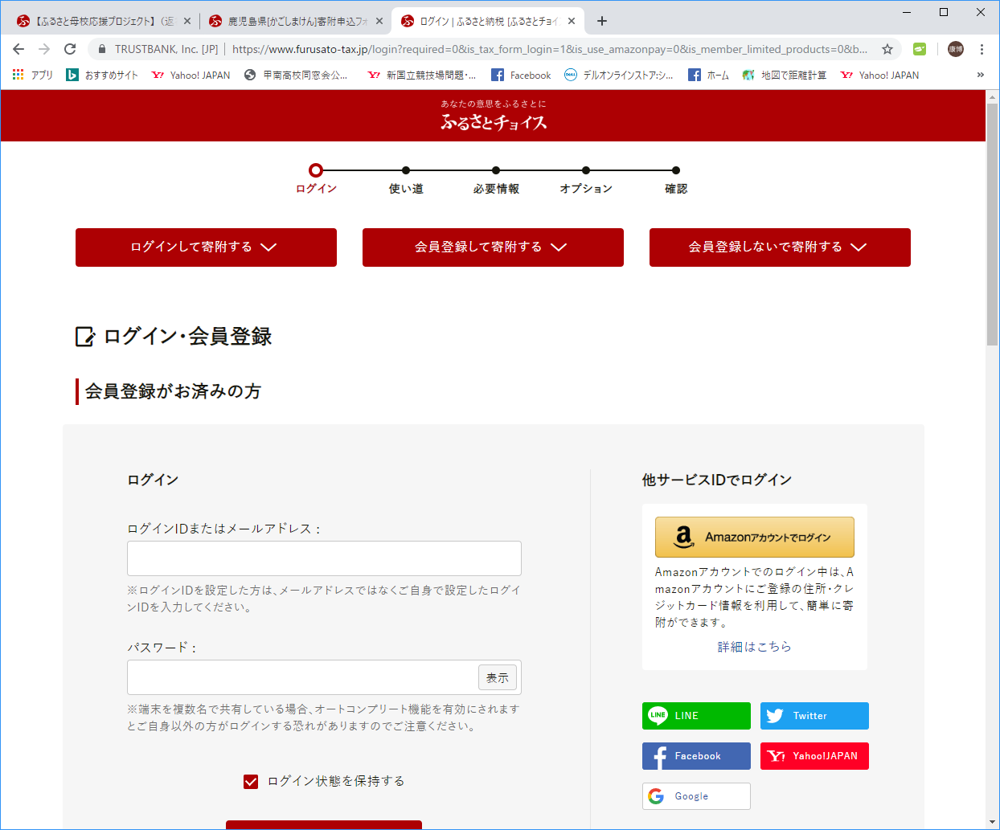 【ふるさと母校応援プロジェクト】（返
鹿児島県[かごしまけん]寄附申込フォ
ログイン | ふるさと納税 [ふるさとチョイ
TRUSTBANK, Inc. [JP]
https://www.furusato-tax.jp/login?required=0&is_tax_form_login=1&is_use_amazonpay=0&is_member_limited_products=0&b...
康博
アプリ
おすすめサイト
Yahoo! JAPAN
甲南高校同窓会公...
新国立競技場問題・...
Facebook
デルオンラインストア:シ...
ホーム
地図で距離計算
Yahoo! JAPAN
»
あなたの意思をふるさとに
ふるさとチョイス
ログイン
使い道
必要情報
オプション
確認
ログインして寄附する
会員登録して寄附する
会員登録しないで寄附する
ログイン・会員登録
会員登録がお済みの方
ログイン
ログインIDまたはメールアドレス：
※ログインIDを設定した方は、メールアドレスではなくご自身で設定したログイ
ンIDを入力してください。
パスワード：
表示
※端末を複数名で共有している場合、オートコンプリート機能を有効にされます
とご自身以外の方がログインする恐れがありますのでご注意ください。
ログイン状態を保持する
他サービスIDでログイン
Amazonアカウントでログイン
Amazonアカウントでのログイン中は、A
mazonアカウントにご登録の住所・クレ
ジットカード情報を利用して、簡単に寄
附ができます。
詳細はこちら
LINE
Twitter
Facebook
Yahoo!JAPAN
Google